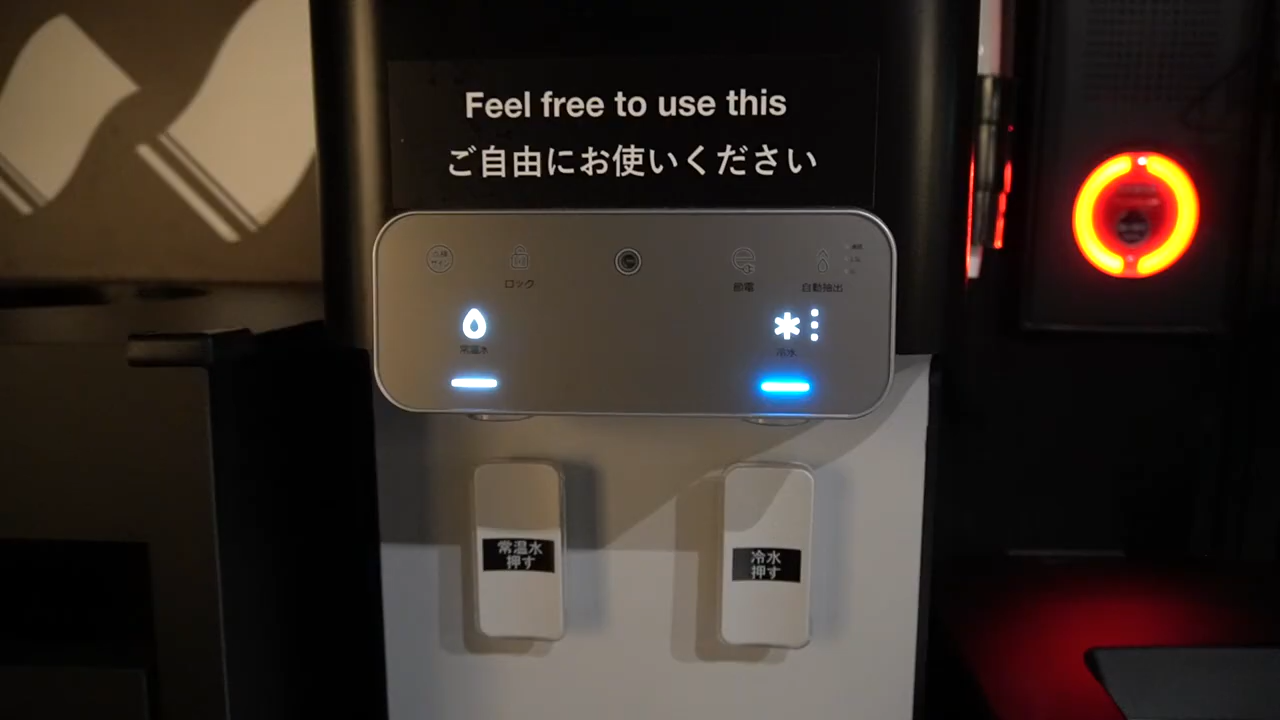 Feel free to use this
ご自由にお使いください
ロック
節電
自動抽出
常温水
冷水
常温水
押す
冷水
押す